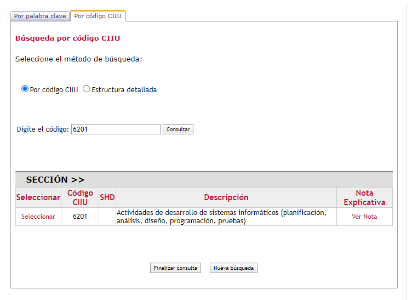 Por palabra clave Por código CIIU
Búsqueda por código CIIU
Seleccione el método de búsqueda:
Por código CIIU Estructura detallada
Digite el código: 6201 Consultar
SECCIÓN >>
Seleccionar Código CIIU SHD Descripción Nota Explicativa
Seleccionar 6201 Actividades de desarrollo de sistemas informáticos (planificación,
análisis, diseño, programación, pruebas) Ver Nota
Finalizar consulta Nueva búsqueda